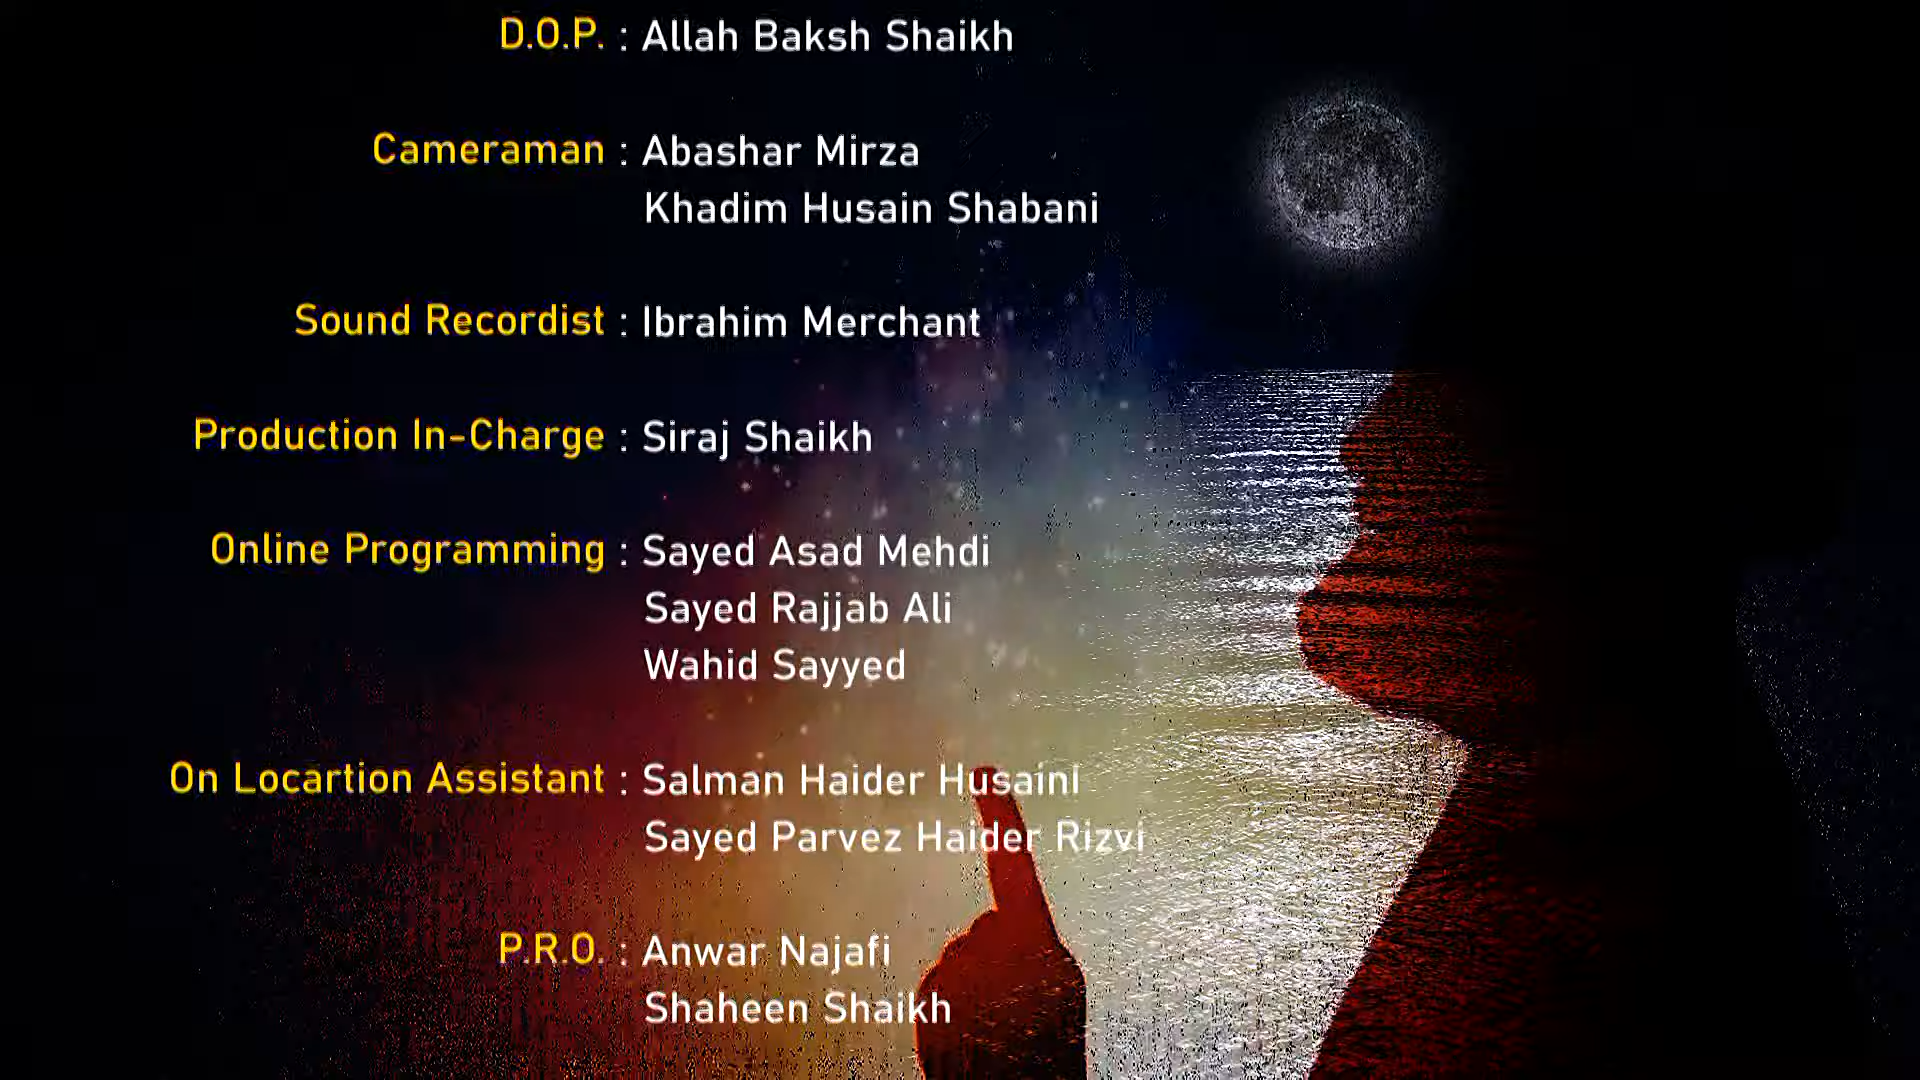 D.O.P. : Allah Baksh Shaikh
Cameraman : Abashar Mirza
Khadim Husain Shabani
Sound Recordist : Ibrahim Merchant
Production In-Charge : Siraj Shaikh
Online Programming : Sayed Asad Mehdi
Sayed Rajjab Ali
Wahid Sayyed
On Locartion Assistant : Salman Haider Husaini
Sayed Parvez Haider Rizvi
P.R.O. : Anwar Najafi
Shaheen Shaikh